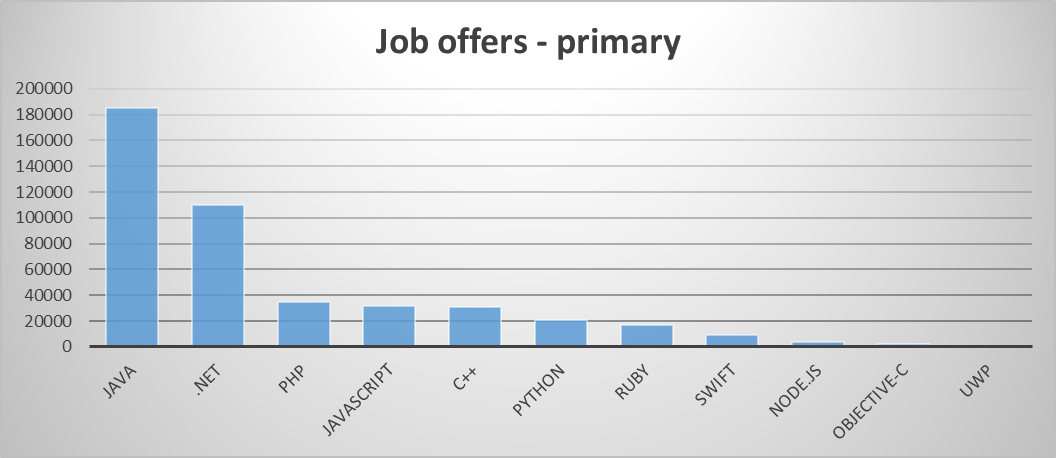 Job offers - primary
200000
180000
160000
140000
120000
100000
80000
60000
40000
20000
0
JAVA
.NET
PHP
JAVASCRIPT
C++
PYTHON
RUBY
SWIFT
NODE.JS
OBJECTIVE-C
UWP